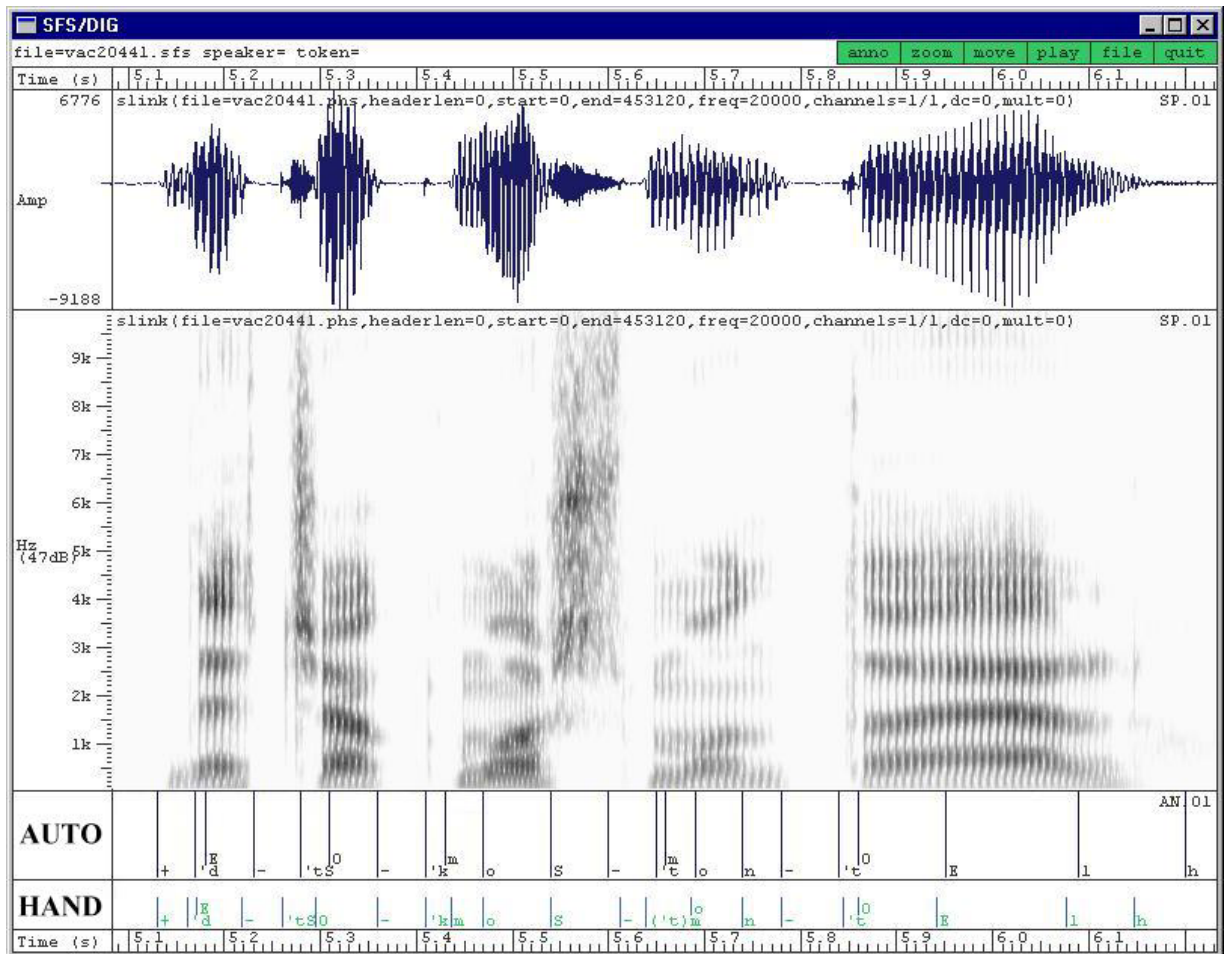 SFS/DIG
file=vac20441.sfs speaker= token=
anno zoom move play file quit
Time (s) 5.1 5.2 5.3 5.4 5.5 5.6 5.7 5.8 5.9 6.0 6.1
6776 slink(file=vac20441.phs,headerlen=0,start=0,end=453120,freq=20000,channels=1/1,dc=0,mult=0) SP.01
Amp
-9188
slink(file=vac20441.phs,headerlen=0,start=0,end=453120,freq=20000,channels=1/1,dc=0,mult=0) SP.01
9k
8k
7k
6k
Hz
(47dB) 5k
4k
3k
2k
1k
AN.01
AUTO
E O m m O
+ 'd - 'tS - 'k o S - 't o n - 't E l h
HAND
E o O
+ 'd - 'tSO - 'k m o S - ('t)m n - 't E l h
Time (s) 5.1 5.2 5.3 5.4 5.5 5.6 5.7 5.8 5.9 6.0 6.1